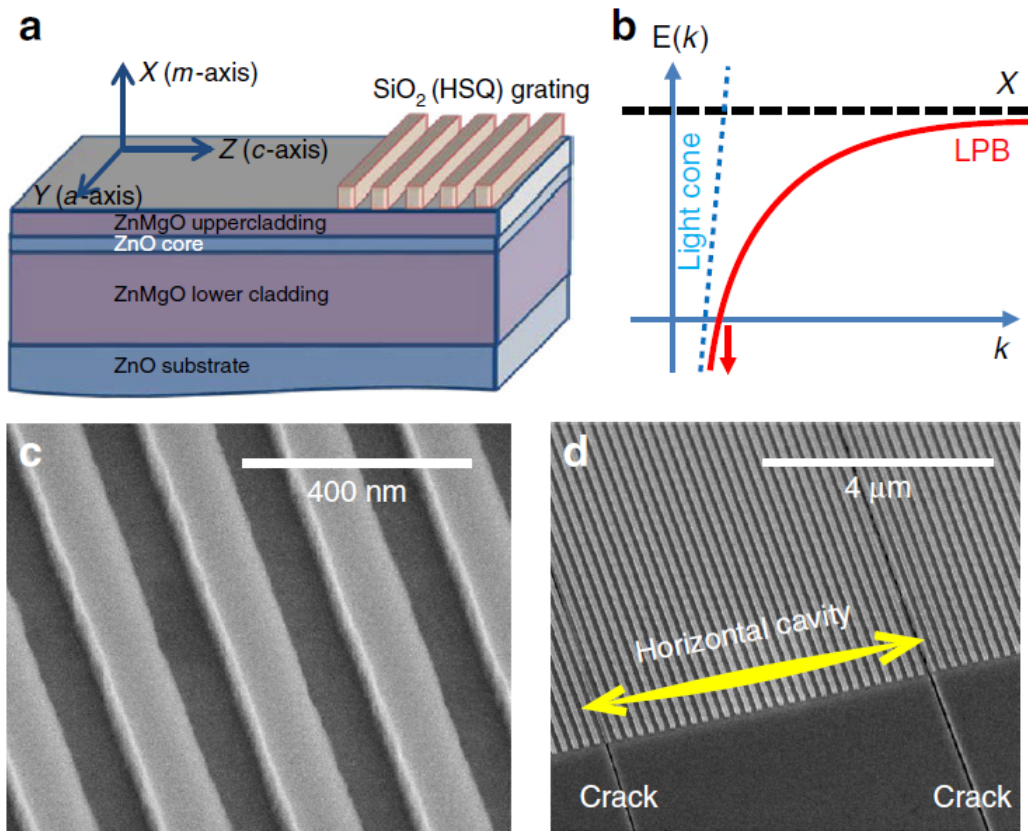 a
X (m-axis)
SiO2 (HSQ) grating
Z (c-axis)
Y (a-axis)
ZnMgO uppercladding
ZnO core
ZnMgO lower cladding
ZnO substrate
b
E(k)
X
LPB
Light cone
k
c
400 nm
d
4 μm
Horizontal cavity
Crack
Crack